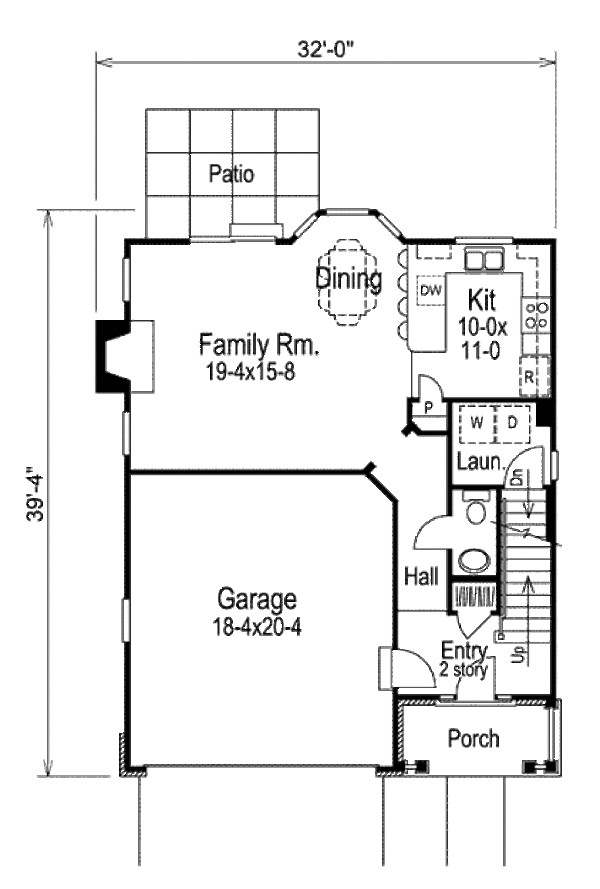 32'-0"
Patio
39'-4"
Dining
DW
Kit
10-0x
11-0
Family Rm.
19-4x15-8
R
P
W
D
Laun.
Dn
Hall
Garage
18-4x20-4
Entry
2 story
Up
Porch